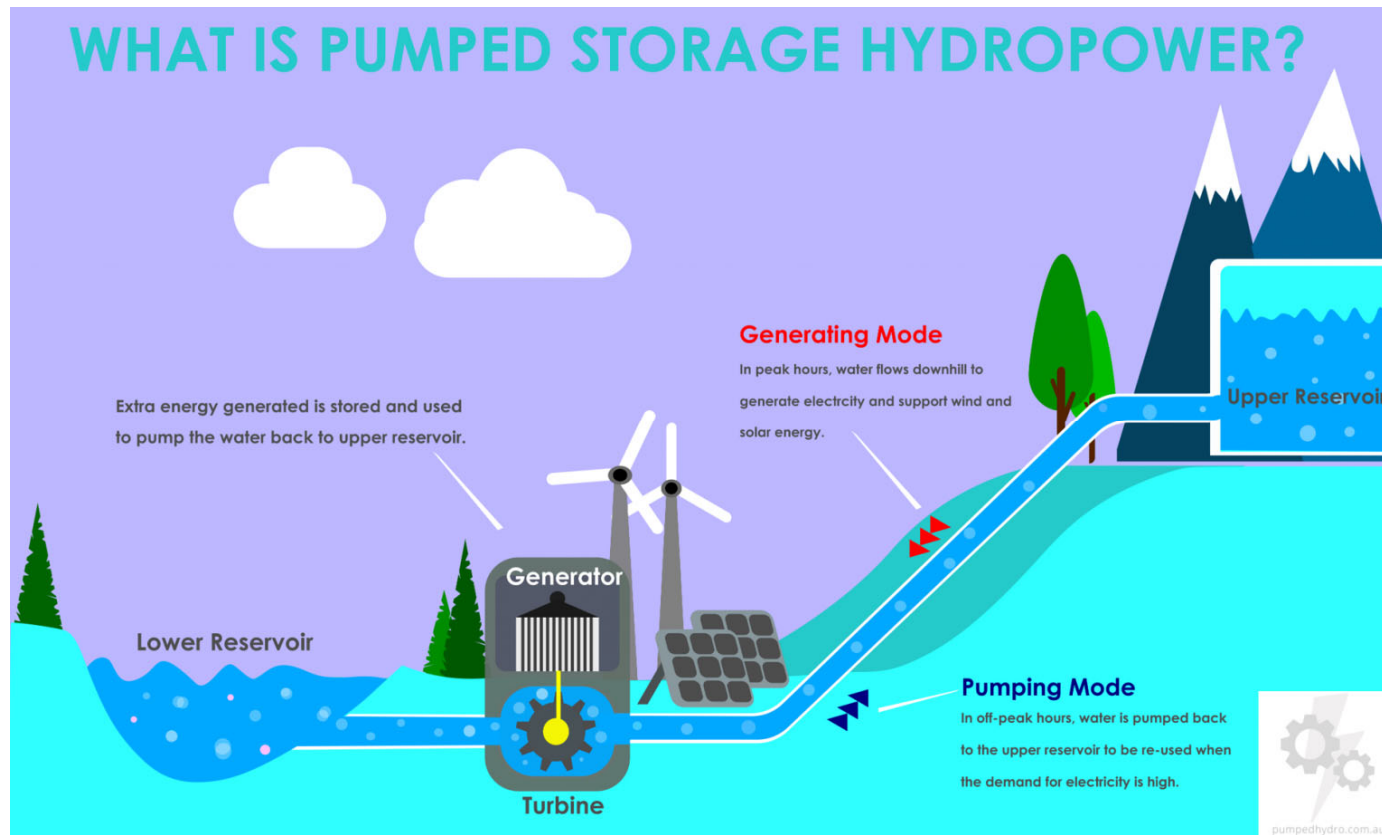 WHAT IS PUMPED STORAGE HYDROPOWER?
Generating Mode
In peak hours, water flows downhill to
generate electrcity and support wind and
solar energy.
Upper Reservoir
Extra energy generated is stored and used
to pump the water back to upper reservoir.
Generator
Lower Reservoir
Turbine
Pumping Mode
In off-peak hours, water is pumped back
to the upper reservoir to be re-used when
the demand for electricity is high.
pumpedhydro.com.au